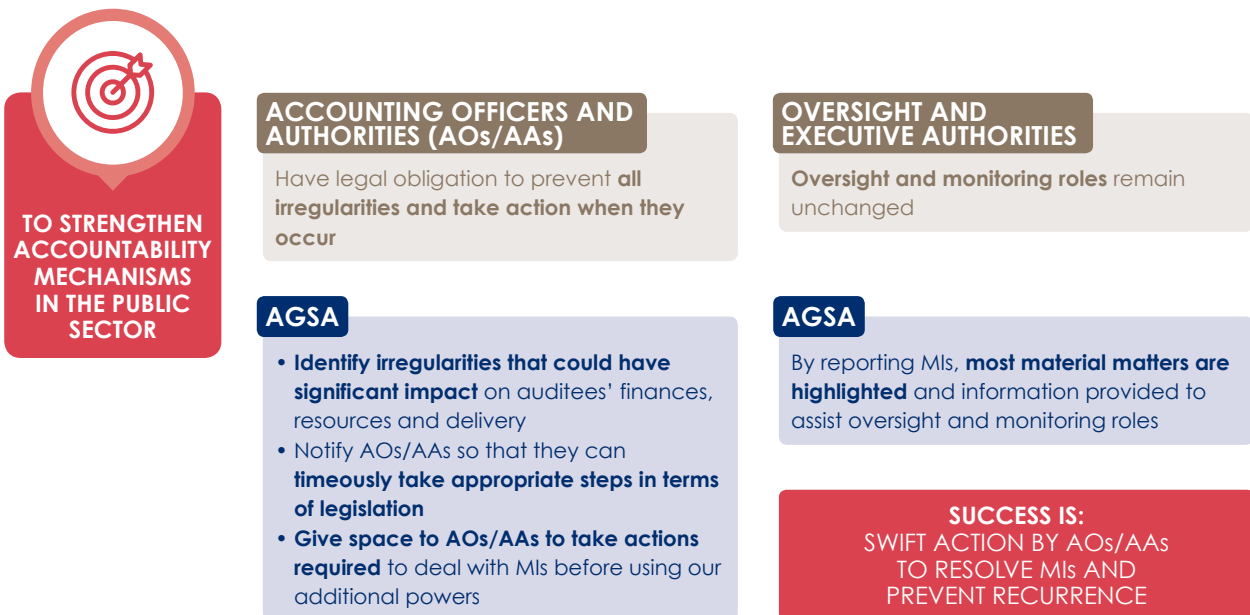 TO STRENGTHEN
ACCOUNTABILITY
MECHANISMS
IN THE PUBLIC
SECTOR
ACCOUNTING OFFICERS AND
AUTHORITIES (AOs/AAs)
Have legal obligation to prevent all
irregularities and take action when they
occur
AGSA
• Identify irregularities that could have
significant impact on auditees’ finances,
resources and delivery
• Notify AOs/AAs so that they can
timeously take appropriate steps in terms
of legislation
• Give space to AOs/AAs to take actions
required to deal with MIs before using our
additional powers
OVERSIGHT AND
EXECUTIVE AUTHORITIES
Oversight and monitoring roles remain
unchanged
AGSA
By reporting MIs, most material matters are
highlighted and information provided to
assist oversight and monitoring roles
SUCCESS IS:
SWIFT ACTION BY AOs/AAs
TO RESOLVE MIs AND
PREVENT RECURRENCE